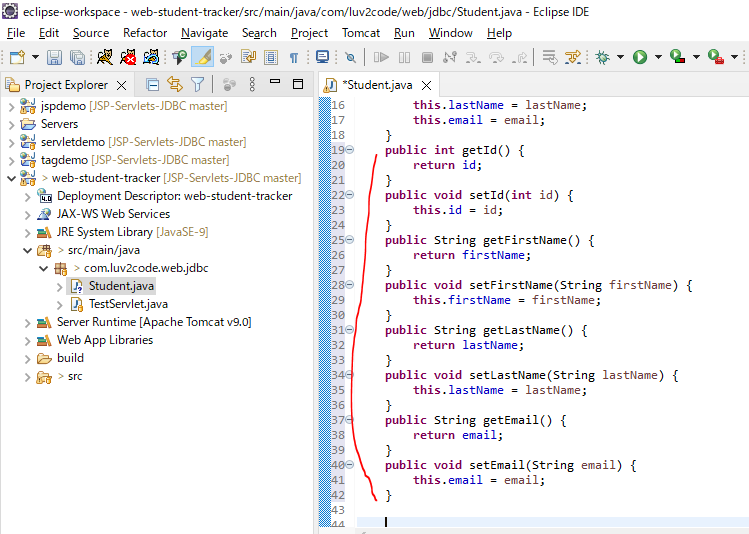 eclipse-workspace - web-student-tracker/src/main/java/com/luv2code/web/jdbc/Student.java - Eclipse IDE
File Edit Source Refactor Navigate Search Project Tomcat Run Window Help
Project Explorer
jspdemo [JSP-Servlets-JDBC master]
Servers
servletdemo [JSP-Servlets-JDBC master]
tagdemo [JSP-Servlets-JDBC master]
> web-student-tracker [JSP-Servlets-JDBC master]
Deployment Descriptor: web-student-tracker
JAX-WS Web Services
JRE System Library [JavaSE-9]
> src/main/java
> com.luv2code.web.jdbc
Student.java
TestServlet.java
Server Runtime [Apache Tomcat v9.0]
Web App Libraries
build
> src
*Student.java
16 this.lastName = lastName;
17 this.email = email;
18 }
19 public int getId() {
20 return id;
21 }
22 public void setId(int id) {
23 this.id = id;
24 }
25 public String getFirstName() {
26 return firstName;
27 }
28 public void setFirstName(String firstName) {
29 this.firstName = firstName;
30 }
31 public String getLastName() {
32 return lastName;
33 }
34 public void setLastName(String lastName) {
35 this.lastName = lastName;
36 }
37 public String getEmail() {
38 return email;
39 }
40 public void setEmail(String email) {
41 this.email = email;
42 }
43
44